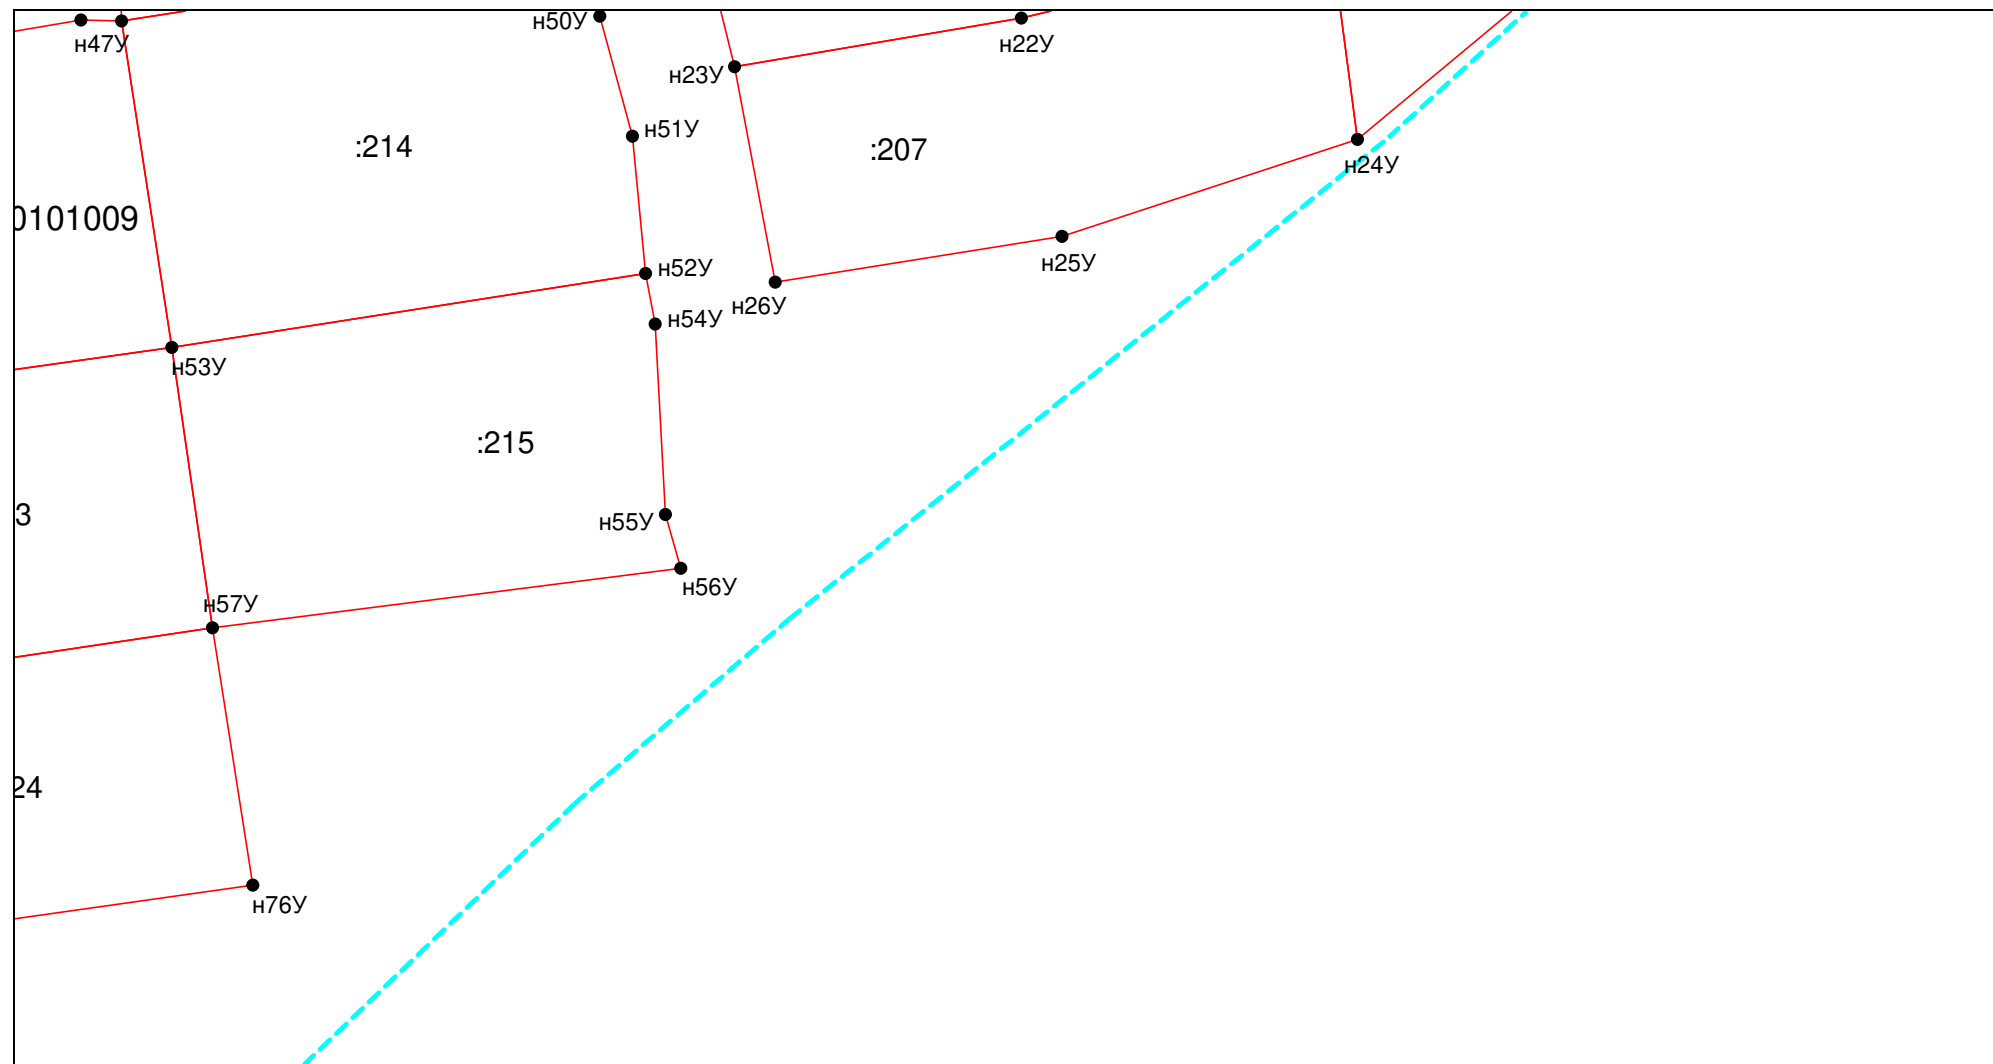 н50У
н47У
н22У
н23У
н51У
:214
:207
н24У
0101009
н25У
н52У
н26У
н54У
н53У
:215
3
н55У
н56У
н57У
24
н76У